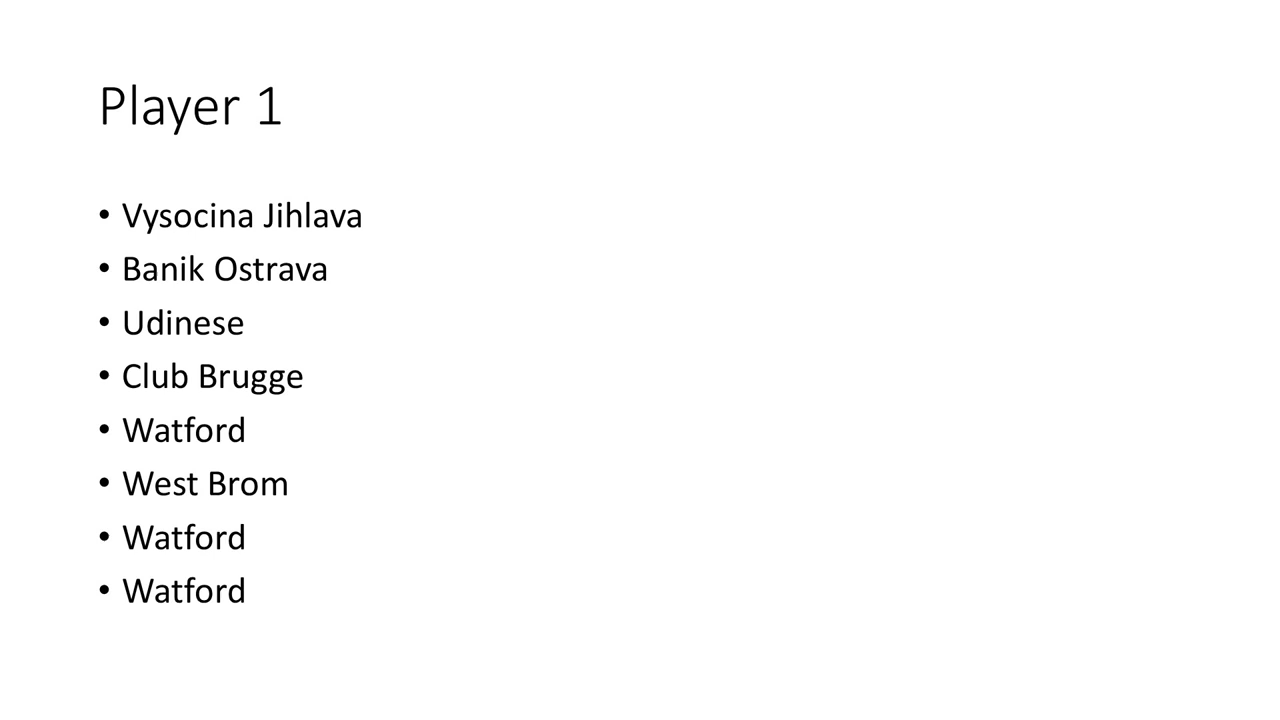 Player 1
• Vysocina Jihlava
• Banik Ostrava
• Udinese
• Club Brugge
• Watford
• West Brom
• Watford
• Watford